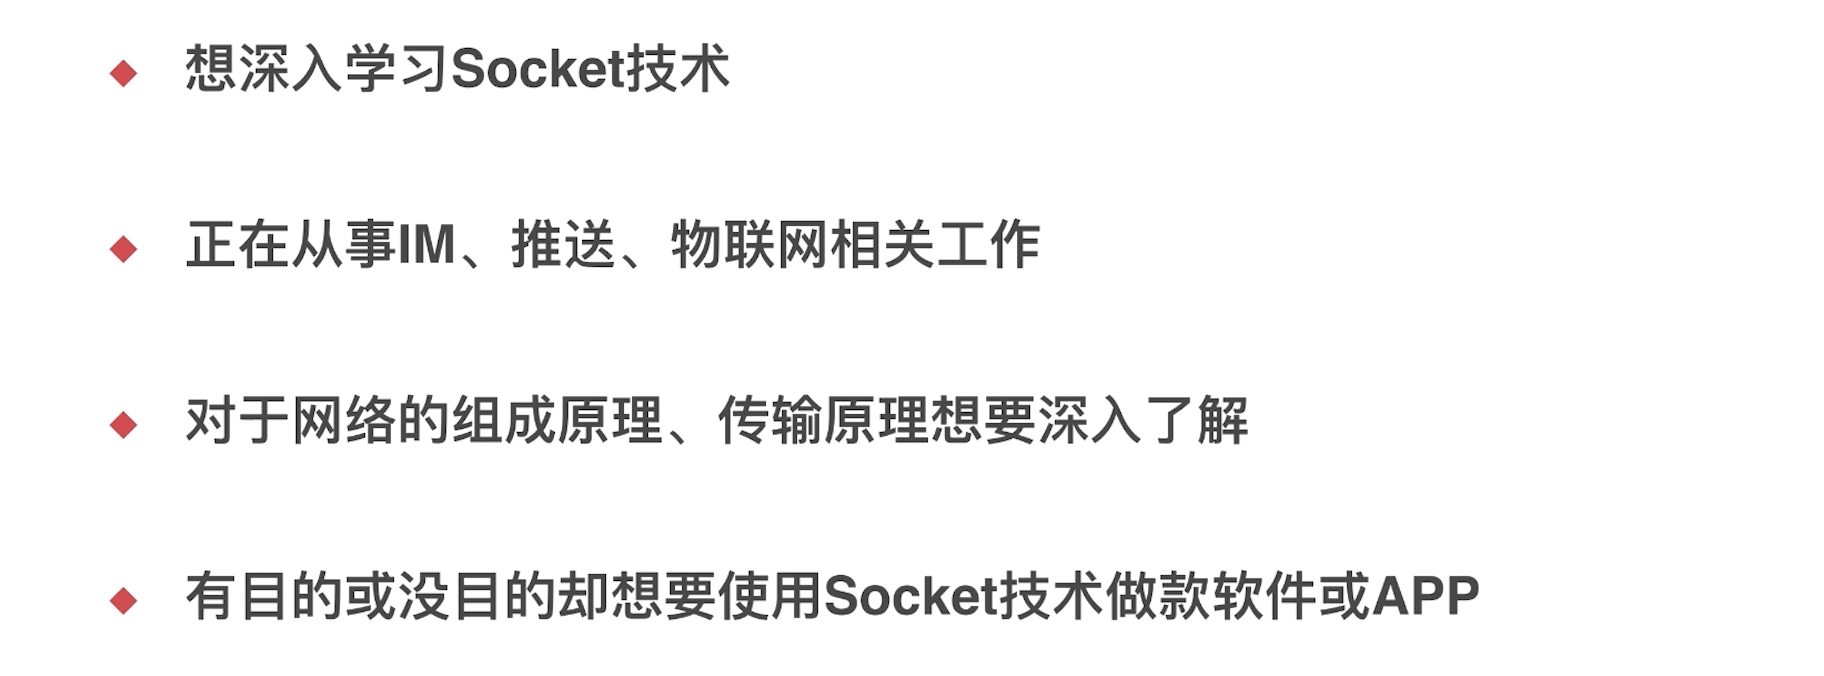 想深入学习Socket技术
正在从事IM、推送、物联网相关工作
对于网络的组成原理、传输原理想要深入了解
有目的或没目的却想要使用Socket技术做款软件或APP